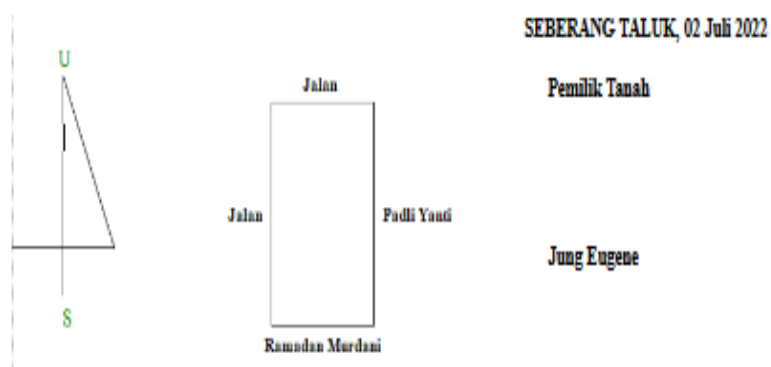 SEBERANG TALUK, 02 Juli 2022
U
Jalan
Pemilik Tanah
Jalan
Padli Yanti
Jung Eugene
S
Ramadan Murdani